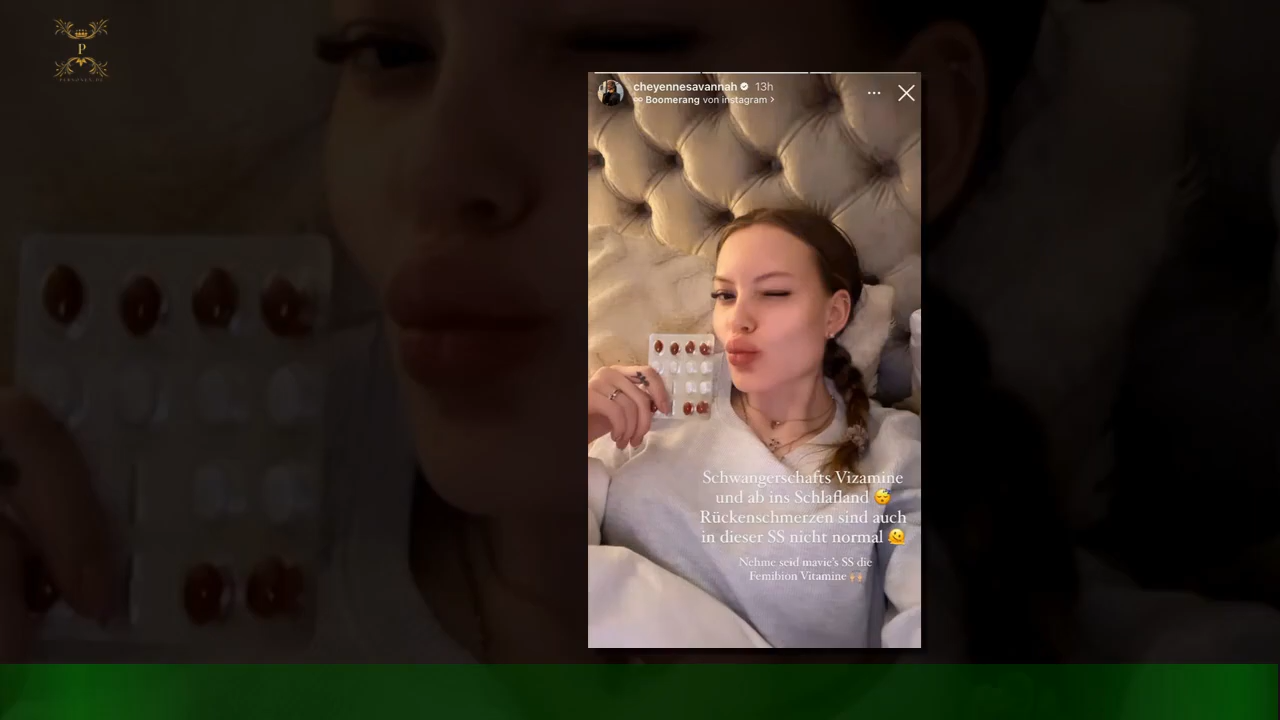 P
cheyennesavannah 13h
Boomerang von instagram
Schwangerschafts Vizamine
und ab ins Schlafland 😴
Rückenschmerzen sind auch
in dieser SS nicht normal 🫠
Nehme seid mavie's SS die
Femibion Vitamine 🙌🏻